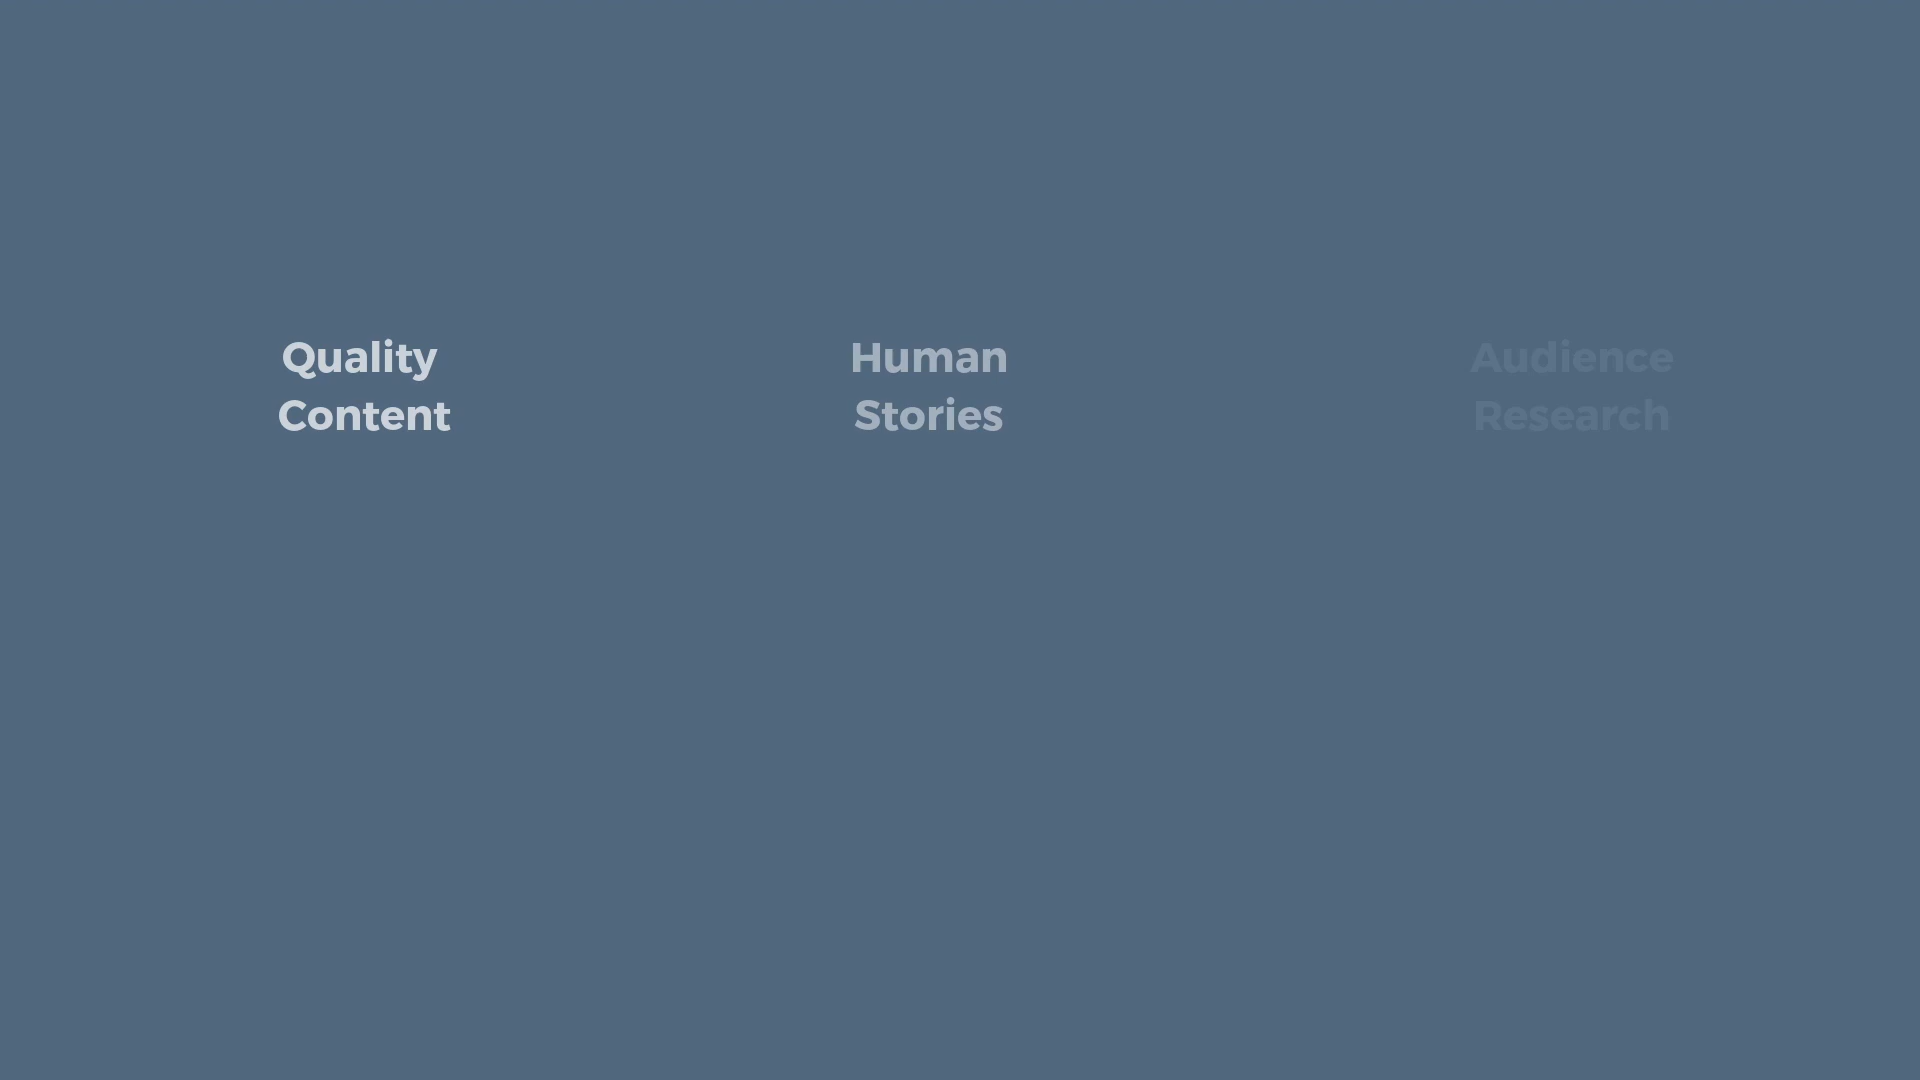 Quality
Content
Human
Stories
Audience
Research